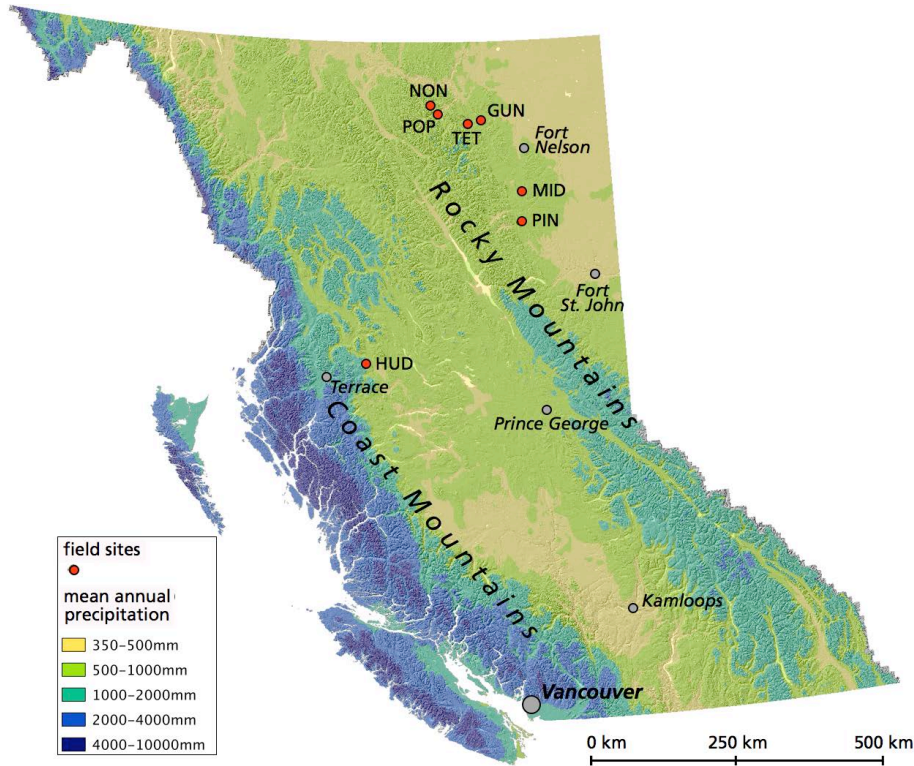 NON
GUN
POP
TET
Fort
Nelson
MID
PIN
Rocky Mountains
Fort
St. John
HUD
Terrace
Coast Mountains
Prince George
field sites
mean annual
precipitation
350–500mm
500–1000mm
1000–2000mm
2000–4000mm
4000–10000mm
Kamloops
Vancouver
0 km 250 km 500 km